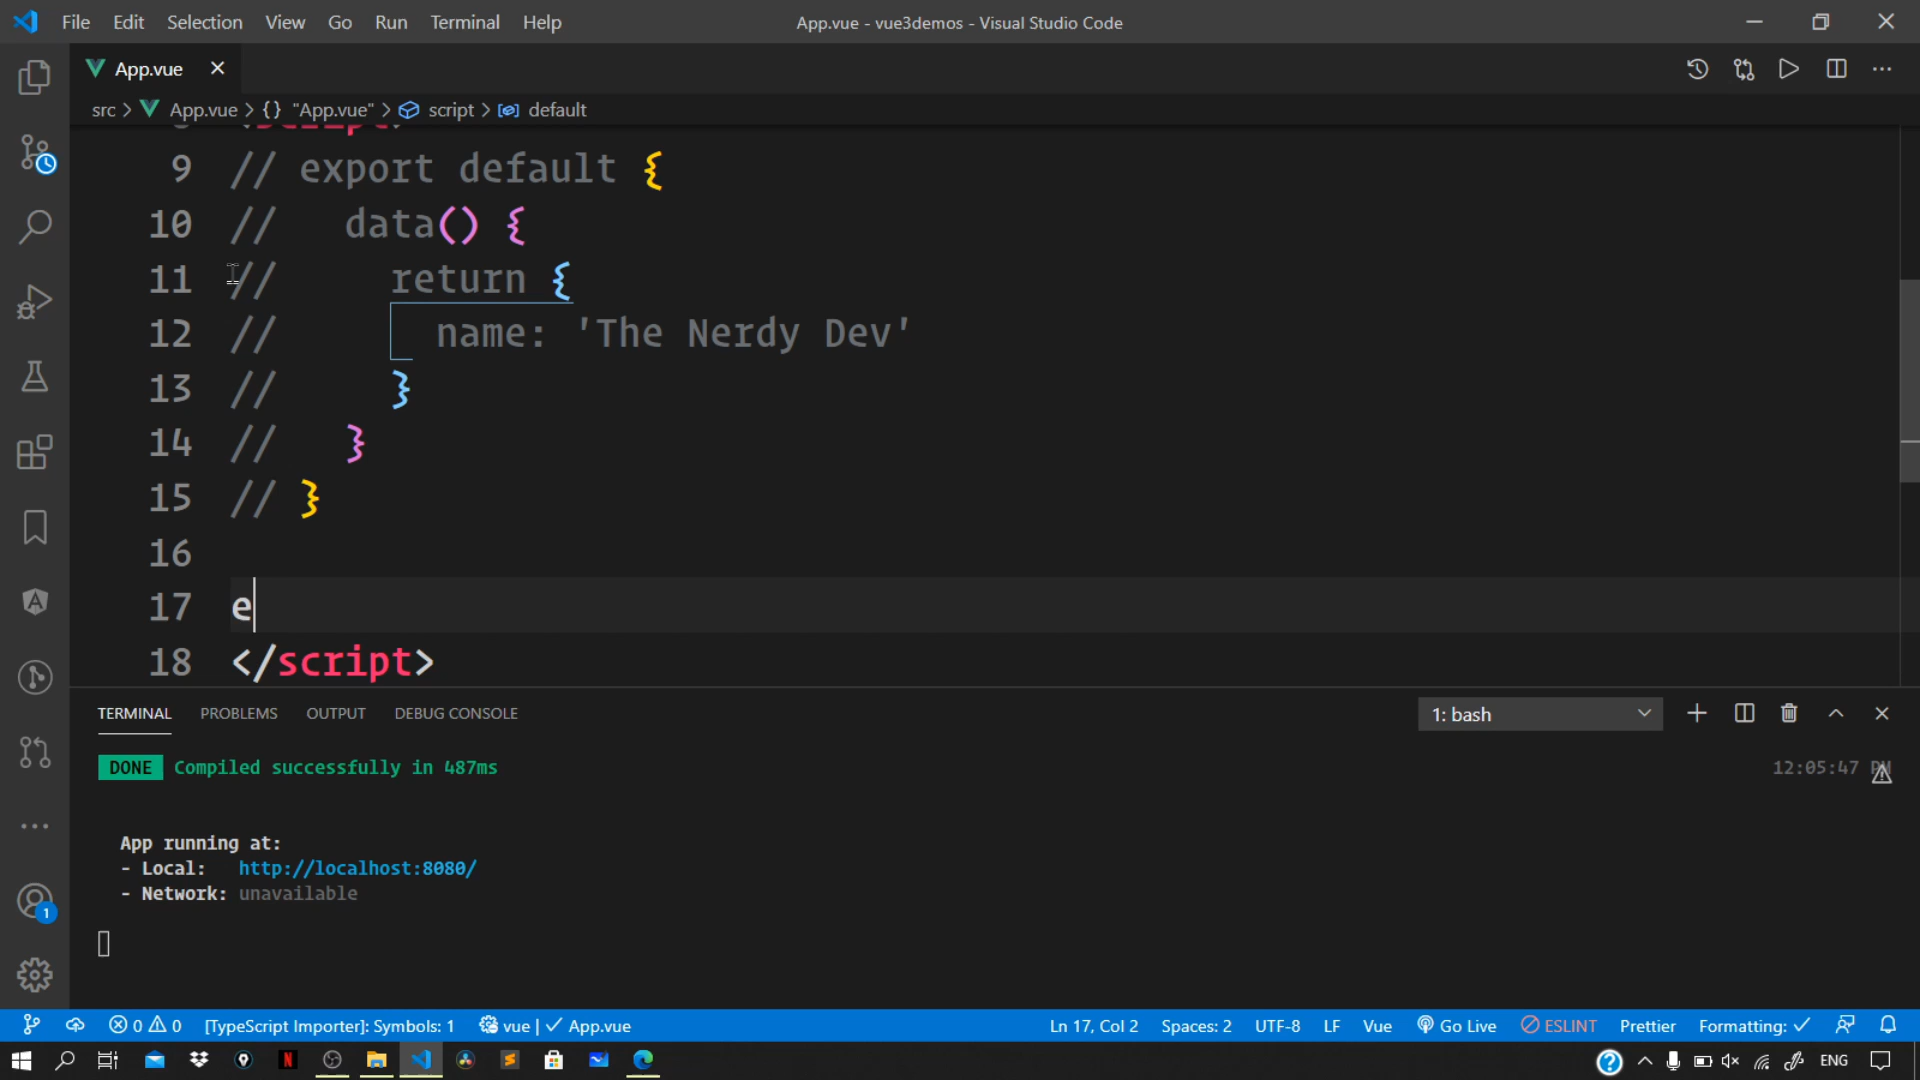 File Edit Selection View Go Run Terminal Help App.vue - vue3demos - Visual Studio Code
App.vue
src > App.vue > {} "App.vue" > script > default
9 // export default {
10 //   data() {
11 //     return {
12 //       name: 'The Nerdy Dev'
13 //     }
14 //   }
15 // }
16
17 e
18 </script>
TERMINAL PROBLEMS OUTPUT DEBUG CONSOLE 1: bash
DONE Compiled successfully in 487ms 12:05:47
App running at:
- Local: http://localhost:8080/
- Network: unavailable
1
0 0 [TypeScript Importer]: Symbols: 1 vue | ✓ App.vue Ln 17, Col 2 Spaces: 2 UTF-8 LF Vue Go Live ESLINT Prettier Formatting: ✓
N ? ENG